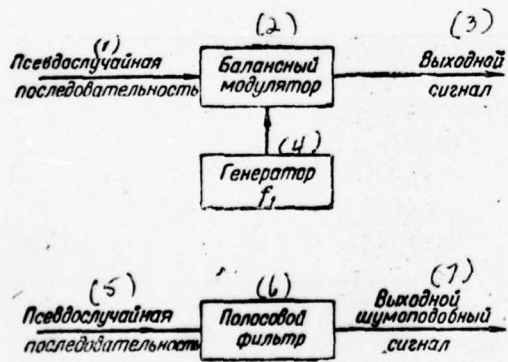 (1)
(2)
(3)
Псевдослучайная
последовательность
Балансный
модулятор
Выходной
сигнал
(4)
Генератор
f1
(5)
(6)
(7)
Псевдослучайная
последовательность
Полосовой
фильтр
Выходной
шумоподобный
сигнал